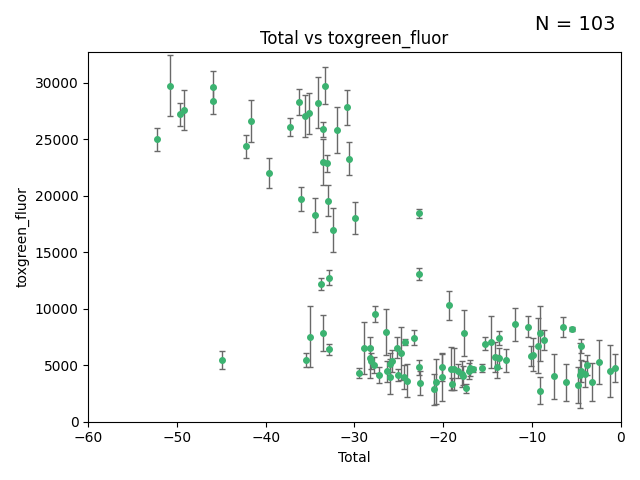 N = 103
Total vs toxgreen_fluor
30000
25000
20000
15000
10000
5000
0
toxgreen_fluor
−60 −50 −40 −30 −20 −10 0
Total